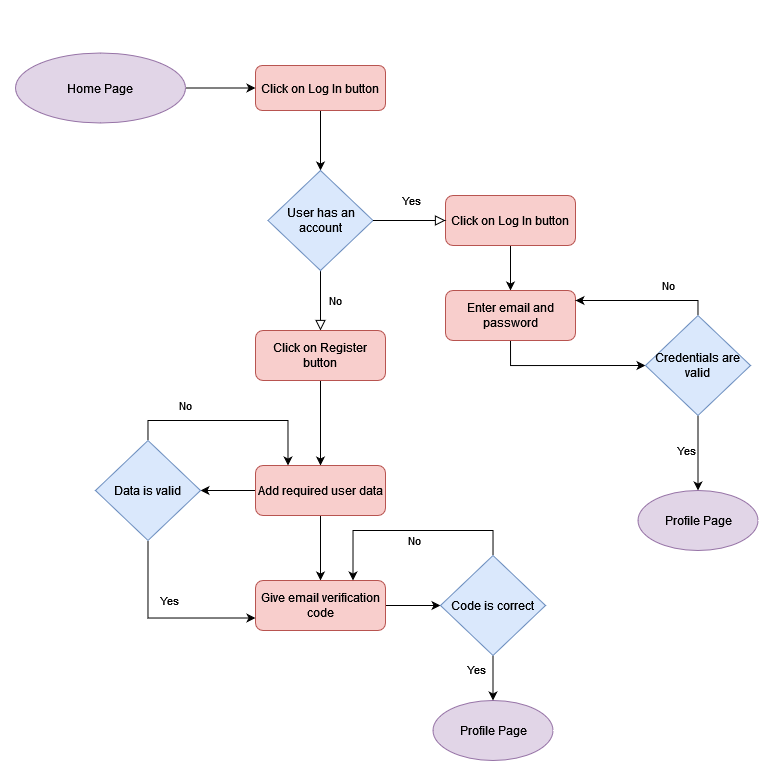 Home Page
Click on Log In button
User has an
account
Yes
Click on Log In button
No
Enter email and
password
No
Credentials are
valid
Click on Register
button
No
Yes
Data is valid
Add required user data
Profile Page
No
Yes
Give email verification
code
Code is correct
Yes
Profile Page